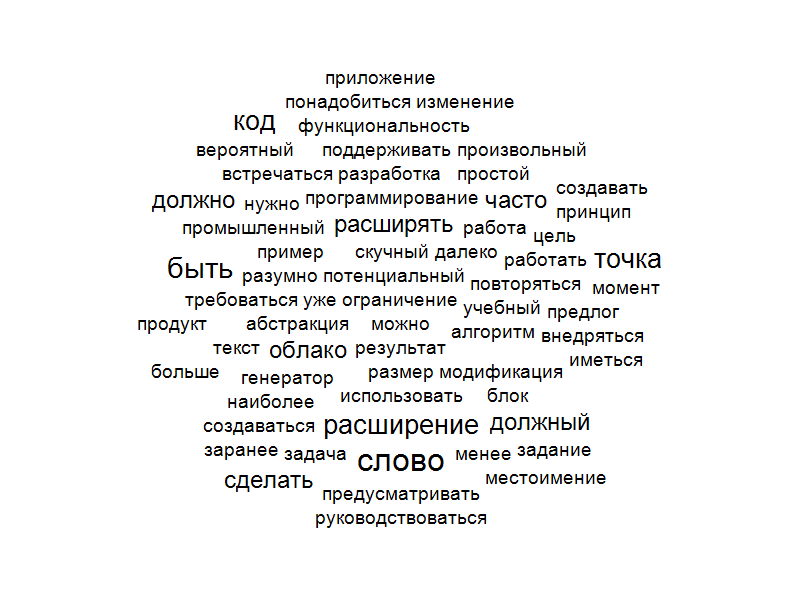 приложение
понадобиться изменение
код функциональность
вероятный поддерживать произвольный
встречаться разработка простой
создавать
должно нужно программирование часто
принцип
промышленный расширять работа цель
пример скучный далеко работать точка
быть разумно потенциальный повторяться момент
требоваться уже ограничение учебный предлог
продукт абстракция можно алгоритм внедряться
текст облако результат иметься
больше генератор размер модификация
наиболее использовать блок
создаваться расширение должный
заранее задача слово менее задание
сделать предусматривать местоимение
руководствоваться